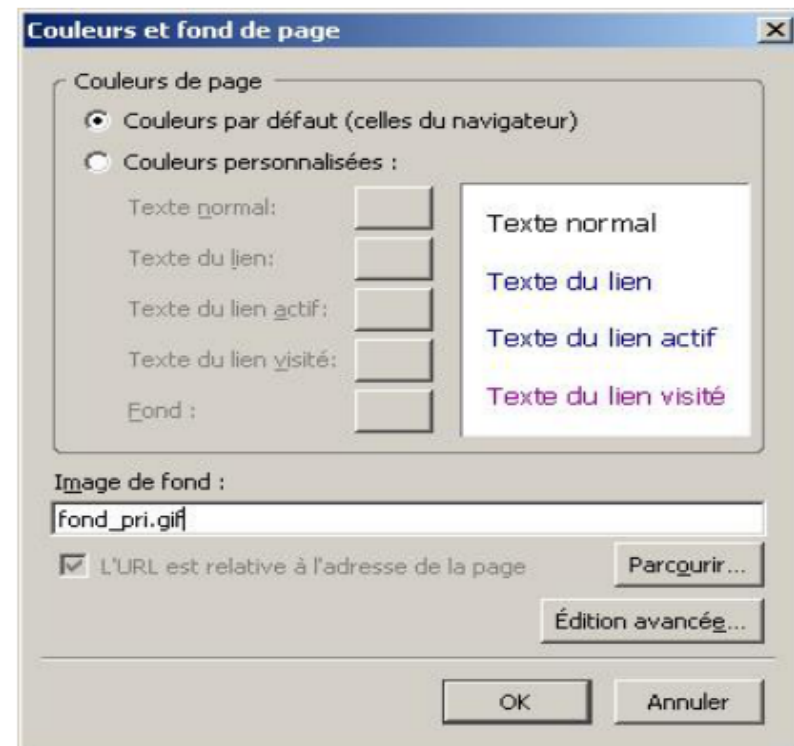 Couleurs et fond de page
Couleurs de page
Couleurs par défaut (celles du navigateur)
Couleurs personnalisées :
Texte normal:
Texte du lien:
Texte du lien actif:
Texte du lien visité:
Fond :
Texte normal
Texte du lien
Texte du lien actif
Texte du lien visité
Image de fond :
fond_pri.gif
L'URL est relative à l'adresse de la page
Parcourir...
Édition avancée...
OK
Annuler